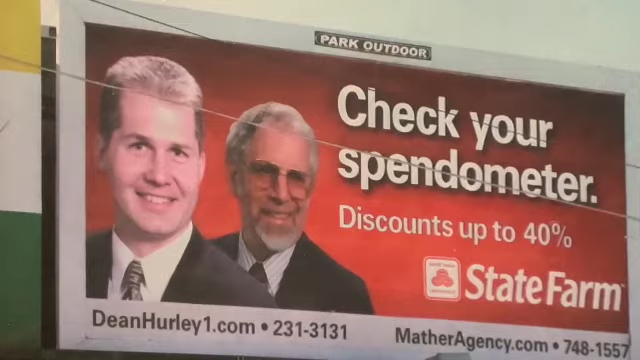 PARK OUTDOOR
Check your
spendometer.
Discounts up to 40%
State Farm
DeanHurley1.com • 231-3131
MatherAgency.com • 748-1557